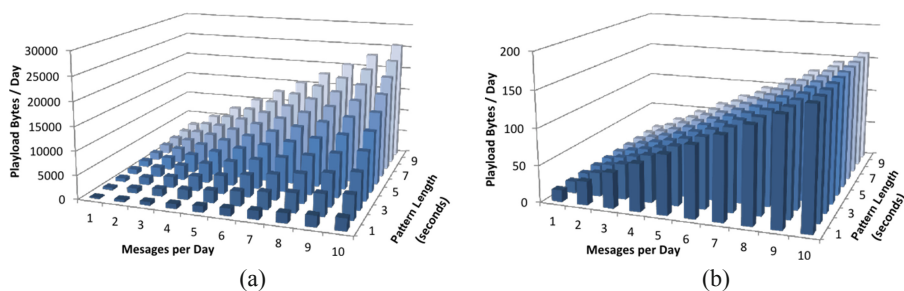 Playload Bytes / Day
30000
25000
20000
15000
10000
5000
0
1 2 3 4 5 6 7 8 9 10
Mesages per Day
1 3 5 7 9
Pattern Length
(seconds)
(a)
Playload Bytes / Day
200
150
100
50
0
1 2 3 4 5 6 7 8 9 10
Mesages per Day
1 3 5 7 9
Pattern Length
(seconds)
(b)